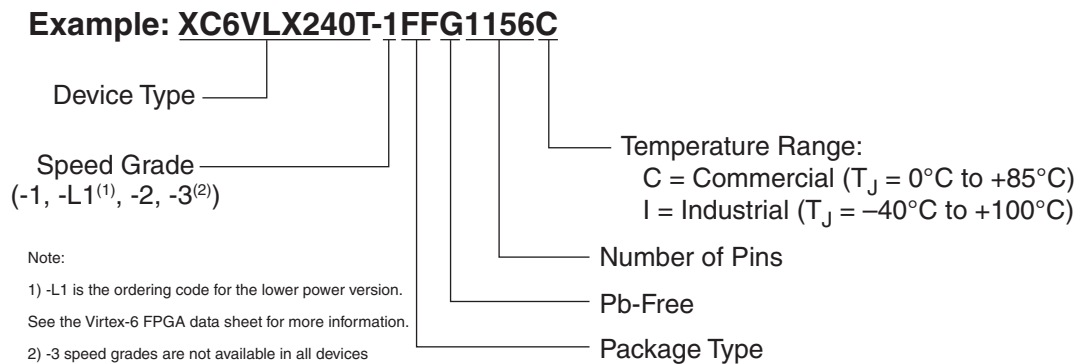 Example: XC6VLX240T-1FFG1156C
Device Type
Speed Grade
(-1, -L1(1), -2, -3(2))
Temperature Range:
C = Commercial (TJ = 0°C to +85°C)
I = Industrial (TJ = –40°C to +100°C)
Number of Pins
Pb-Free
Package Type
Note:
1) -L1 is the ordering code for the lower power version.
See the Virtex-6 FPGA data sheet for more information.
2) -3 speed grades are not available in all devices